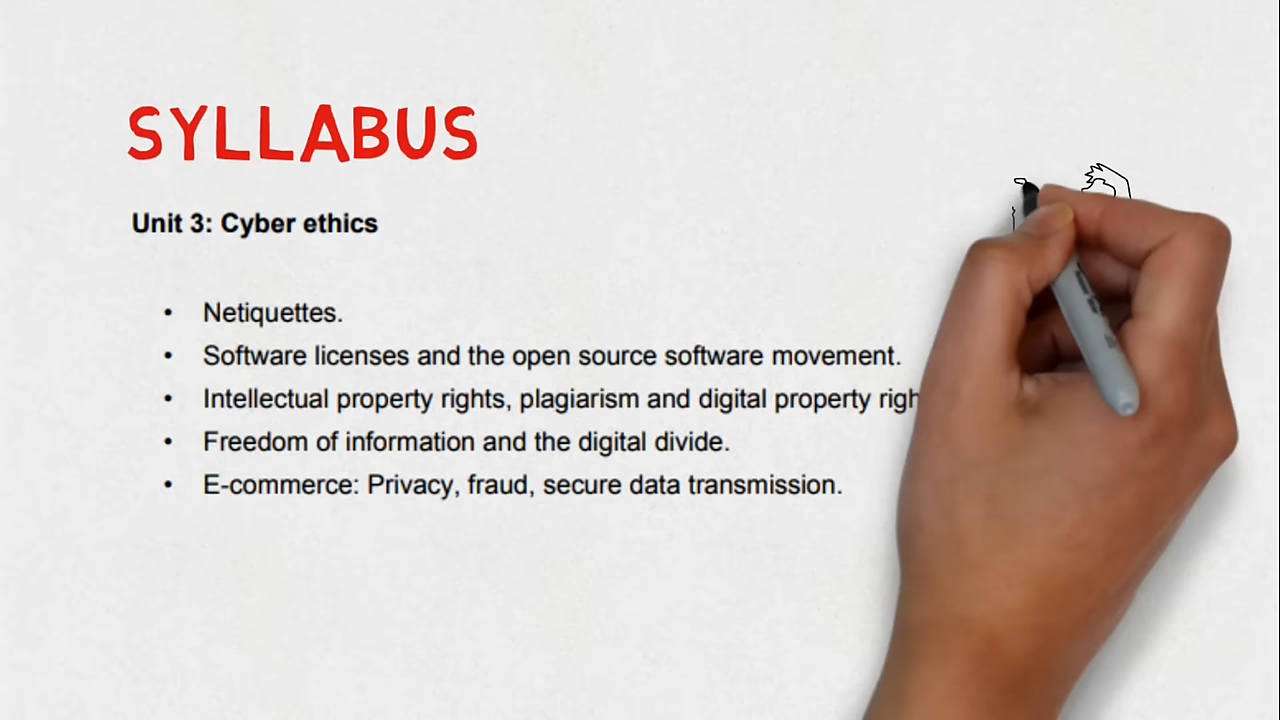 SYLLABUS
Unit 3: Cyber ethics
• Netiquettes.
• Software licenses and the open source software movement.
• Intellectual property rights, plagiarism and digital property
• Freedom of information and the digital divide.
• E-commerce: Privacy, fraud, secure data transmission.